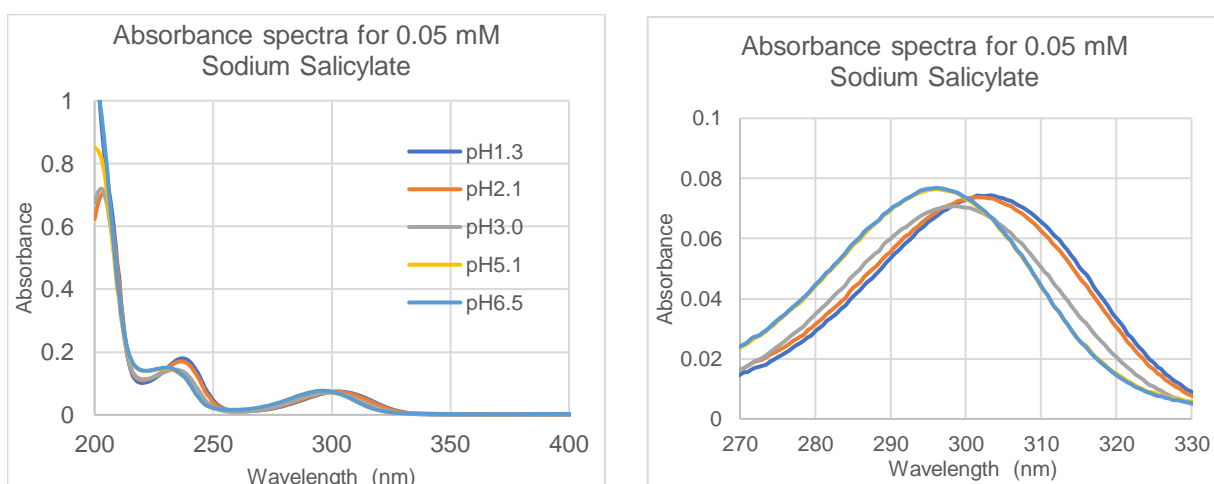 Absorbance spectra for 0.05 mM
Sodium Salicylate
1
0.8
0.6
0.4
0.2
0
Absorbance
200
250
300
350
400
Wavelength (nm)
pH1.3
pH2.1
pH3.0
pH5.1
pH6.5
Absorbance spectra for 0.05 mM
Sodium Salicylate
0.1
0.08
0.06
0.04
0.02
0
Absorbance
270
280
290
300
310
320
330
Wavelength (nm)